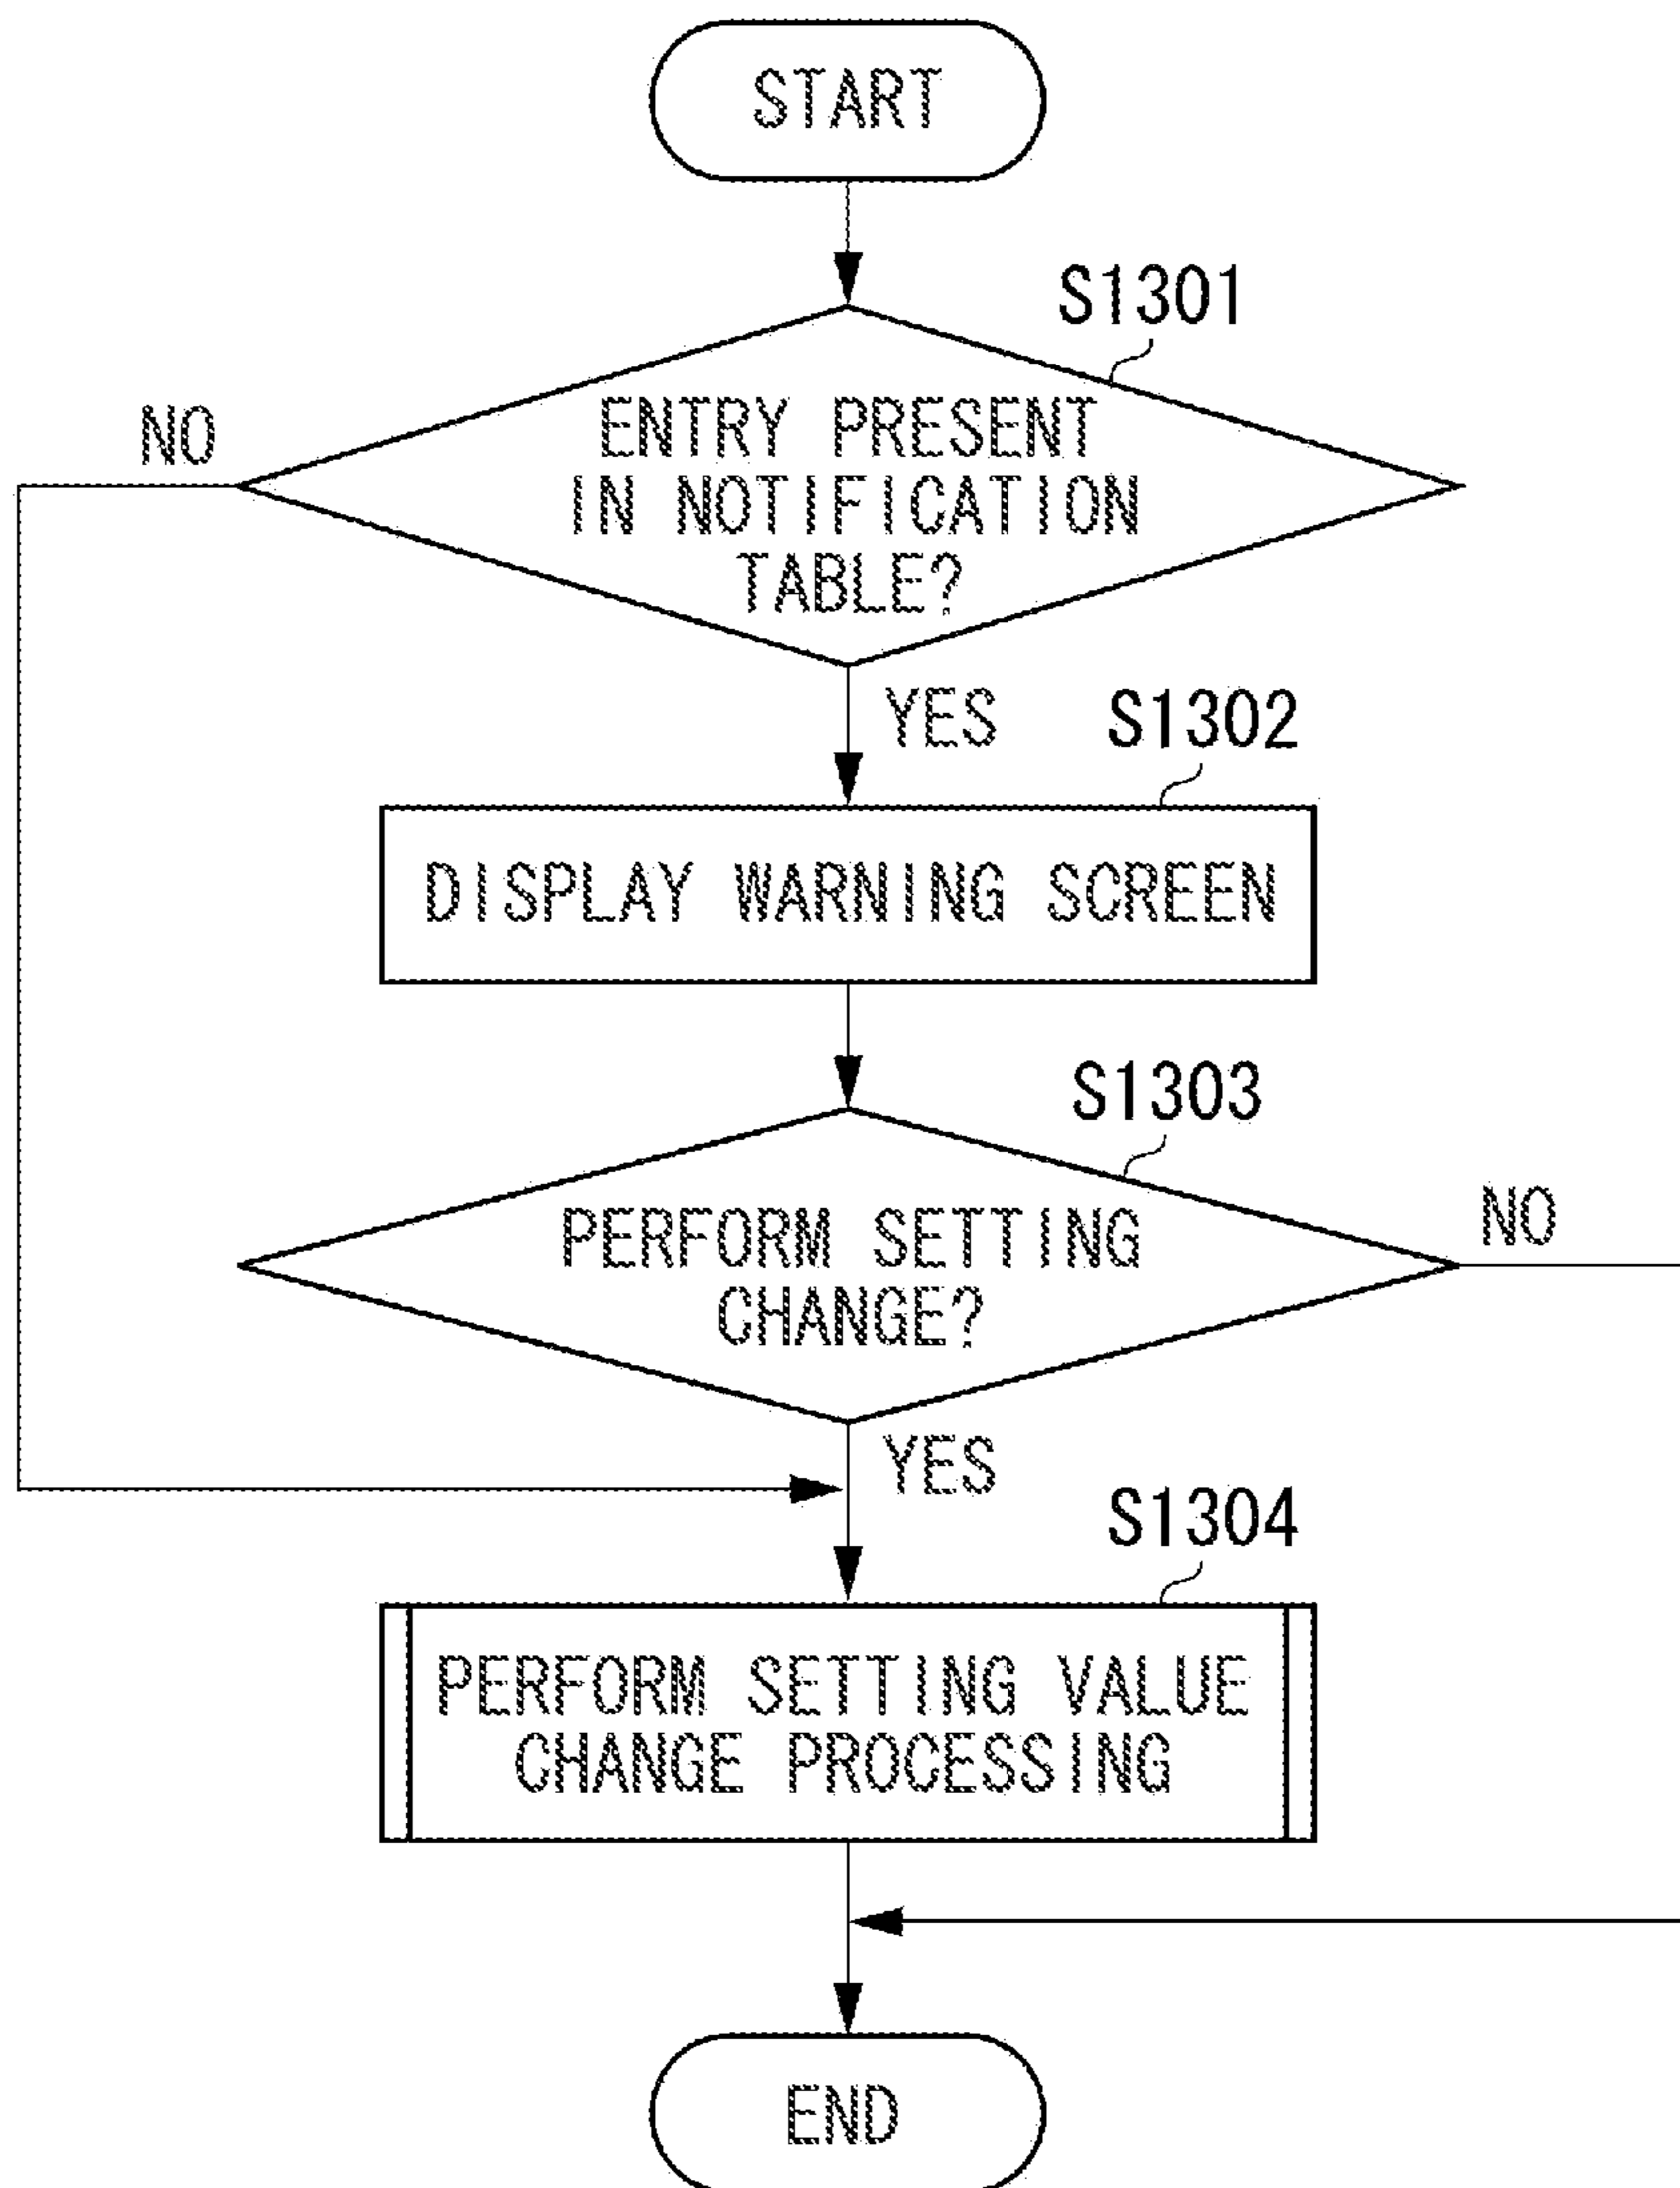 START
S1301
NO
ENTRY PRESENT
IN NOTIFICATION
TABLE?
YES
S1302
DISPLAY WARNING SCREEN
S1303
PERFORM SETTING
CHANGE?
NO
YES
S1304
PERFORM SETTING VALUE
CHANGE PROCESSING
END